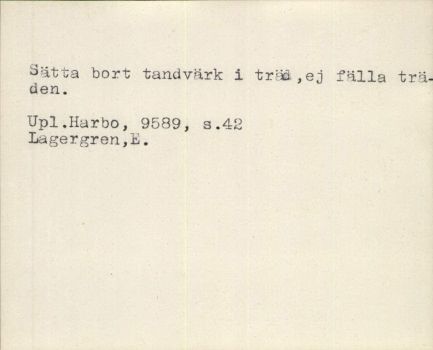 Sätta bort tandvärk i träd,ej fälla trä-
den.
Upl.Harbo, 9589, s.42
Lagergren,E.